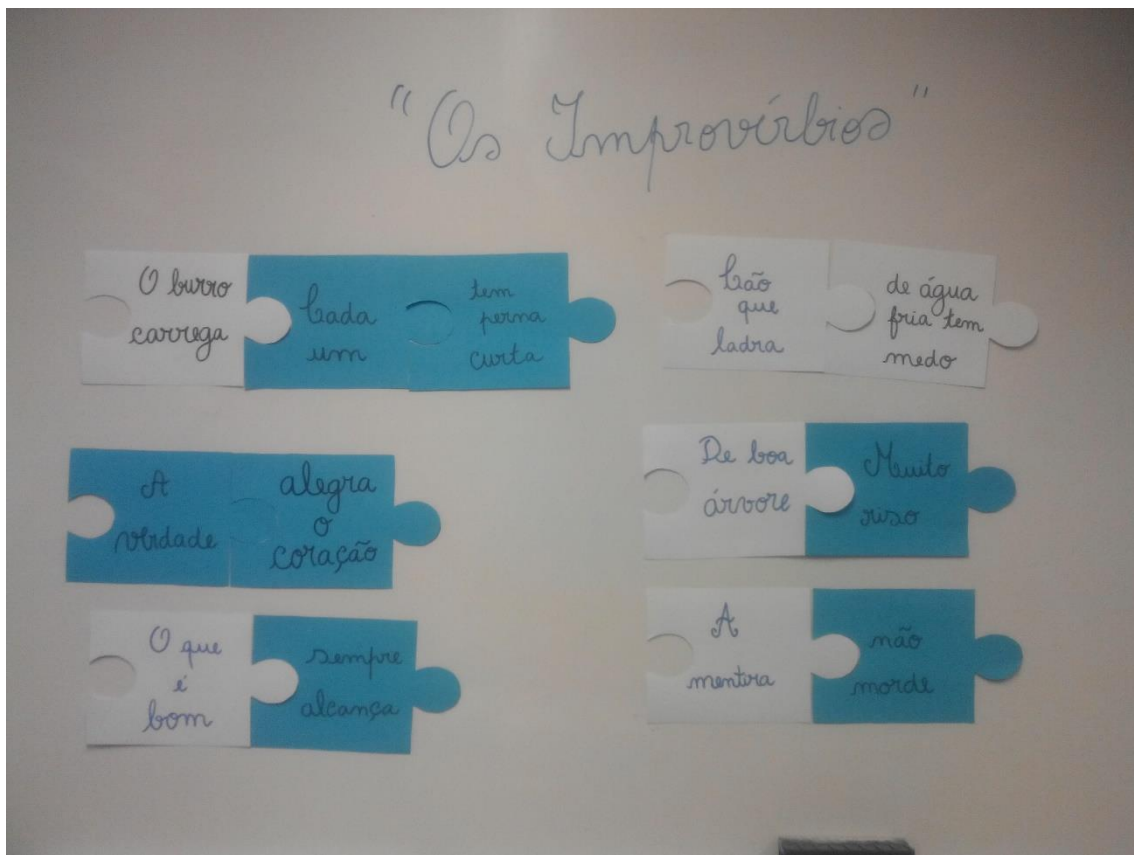 "Os Improvérbios"
O burro
carrega
Cada
um
tem
perna
curta
Cão
que
ladra
de água
fria tem
medo
A
verdade
alegra
o
coração
De boa
árvore
Muito
riso
O que
é
bom
sempre
alcança
A
mentira
não
morde